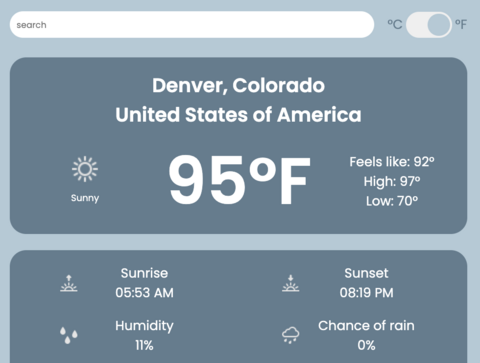 search
°C
°F
Denver, Colorado
United States of America
Sunny
95°F
Feels like: 92°
High: 97°
Low: 70°
Sunrise
05:53 AM
Sunset
08:19 PM
Humidity
11%
Chance of rain
0%